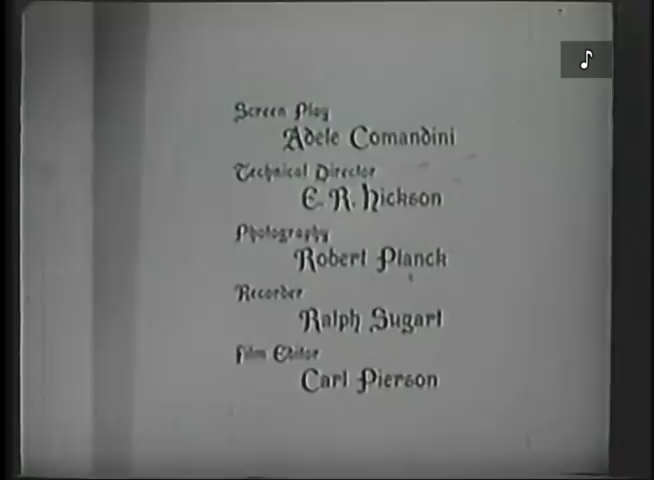 Screen Play
Adele Comandini
Technical Director
E. R. Hickson
Photography
Robert Planck
Recorder
Ralph Sugart
Film Editor
Carl Pierson